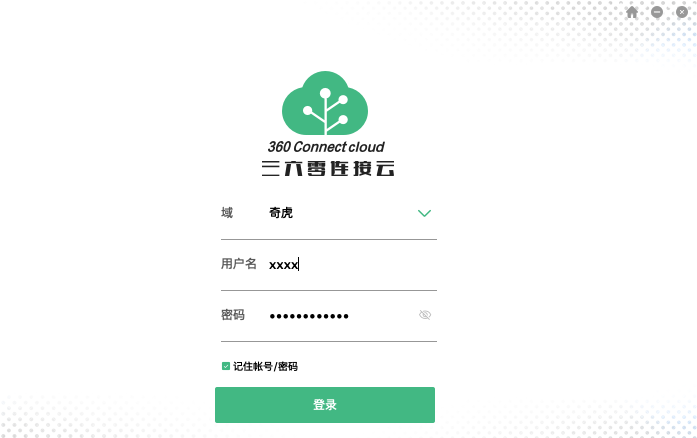 360 Connect cloud
三六零连接云
域 奇虎
用户名 xxxx
密码 ••••••••••••
记住帐号/密码
登录